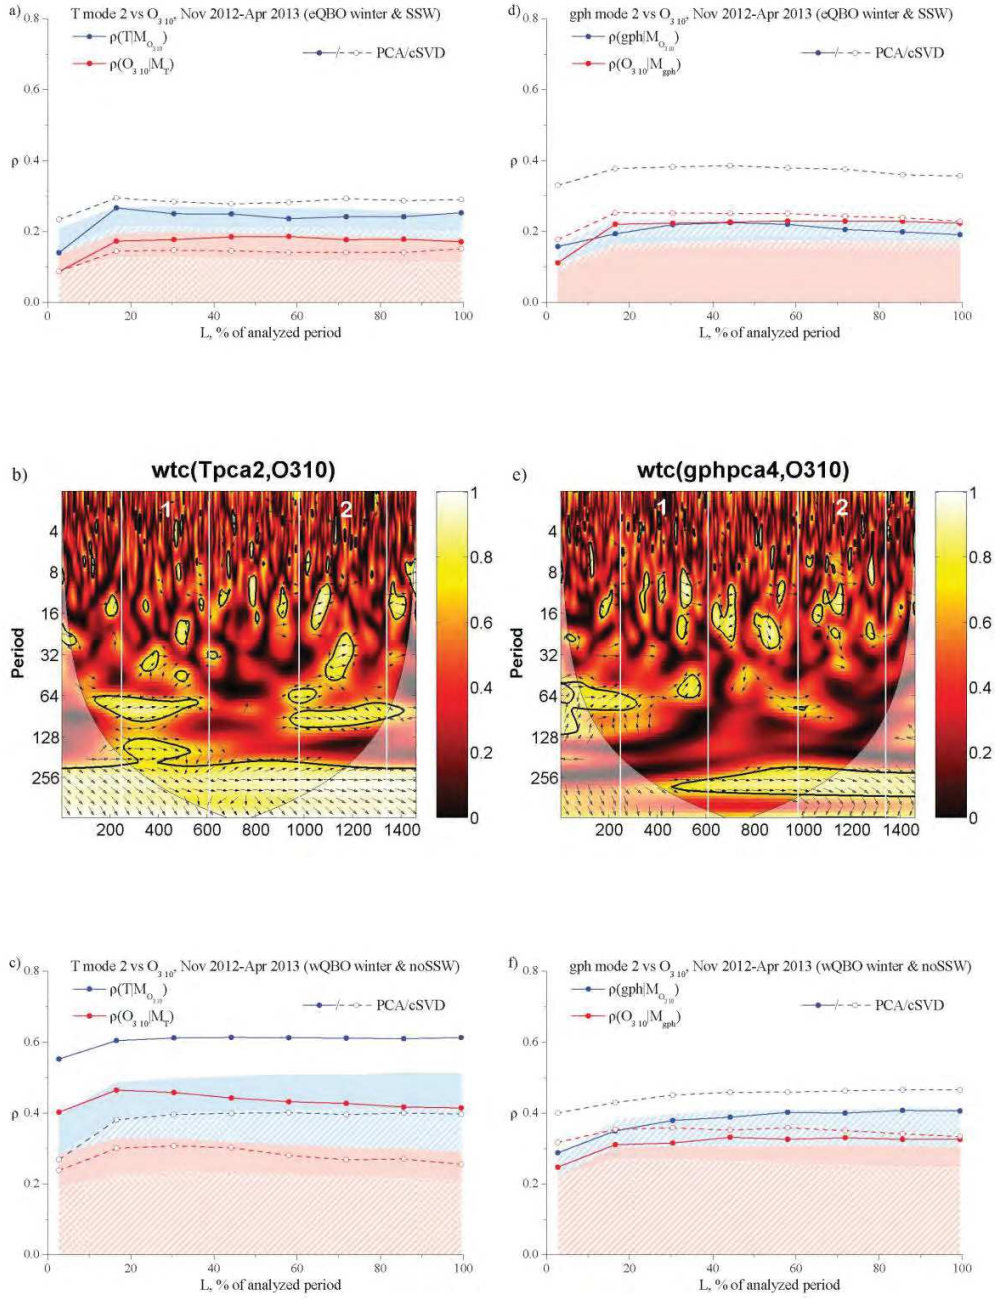 a) T mode 2 vs O3 10, Nov 2012-Apr 2013 (eQBO winter & SSW)
0.8
ρ(T|MO3 10)
ρ(O3 10|MT)
PCA/cSVD
0.6
ρ
0.4
0.2
0.0
0 20 40 60 80 100
L, % of analyzed period
d) gph mode 2 vs O3 10, Nov 2012-Apr 2013 (eQBO winter & SSW)
0.8
ρ(gph|MO3 10)
ρ(O3 10|Mgph)
PCA/cSVD
0.6
ρ
0.4
0.2
0.0
0 20 40 60 80 100
L, % of analyzed period
b) wtc(Tpca2,O310)
1 2
Period
4
8
16
32
64
128
256
200 400 600 800 1000 1200 1400
1
0.8
0.6
0.4
0.2
0
e) wtc(gphpca4,O310)
1 2
Period
4
8
16
32
64
128
256
200 400 600 800 1000 1200 1400
1
0.8
0.6
0.4
0.2
0
c) T mode 2 vs O3 10, Nov 2012-Apr 2013 (wQBO winter & noSSW)
0.8
ρ(T|MO3 10)
ρ(O3 10|MT)
PCA/cSVD
0.6
ρ
0.4
0.2
0.0
0 20 40 60 80 100
L, % of analyzed period
f) gph mode 2 vs O3 10, Nov 2012-Apr 2013 (wQBO winter & noSSW)
0.8
ρ(gph|MO3 10)
ρ(O3 10|Mgph)
PCA/cSVD
0.6
ρ
0.4
0.2
0.0
0 20 40 60 80 100
L, % of analyzed period